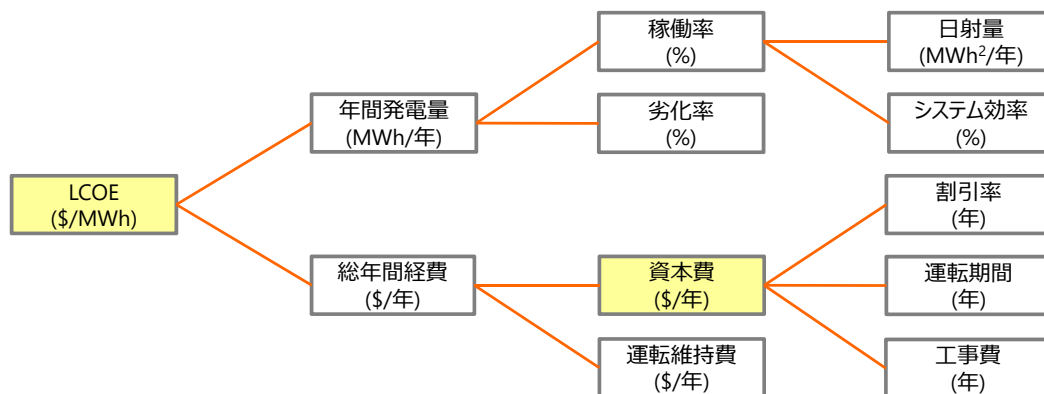 稼働率
(%)
日射量
(MWh²/年)
年間発電量
(MWh/年)
劣化率
(%)
システム効率
(%)
LCOE
($/MWh)
割引率
(年)
総年間経費
($/年)
資本費
($/年)
運転期間
(年)
運転維持費
($/年)
工事費
(年)